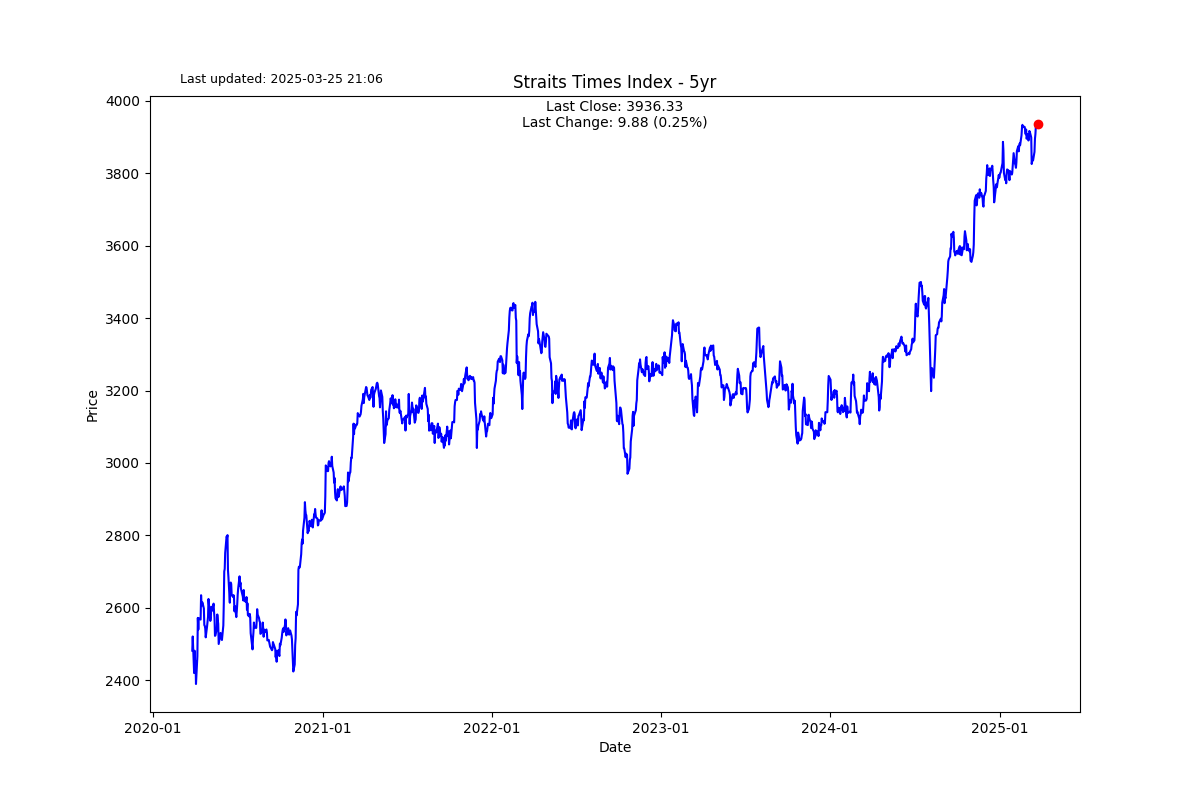 Last updated: 2025-03-25 21:06
Straits Times Index - 5yr
Last Close: 3936.33
Last Change: 9.88 (0.25%)
4000
3800
3600
3400
3200
3000
2800
2600
2400
Price
2020-01
2021-01
2022-01
2023-01
2024-01
2025-01
Date